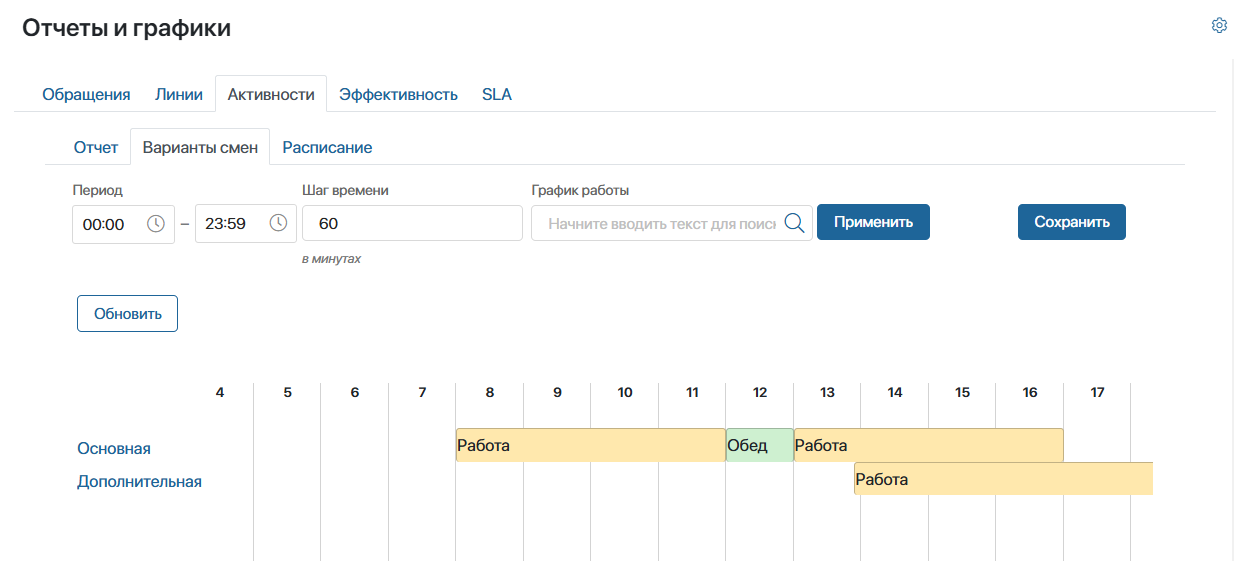 Отчеты и графики
Обращения Линии Активности Эффективность SLA
Отчет Варианты смен Расписание
Период Шаг времени График работы
00:00 – 23:59 60 Начните вводить текст для поиск Применить Сохранить
в минутах
Обновить
4 5 6 7 8 9 10 11 12 13 14 15 16 17
Основная Работа Обед Работа
Дополнительная Работа